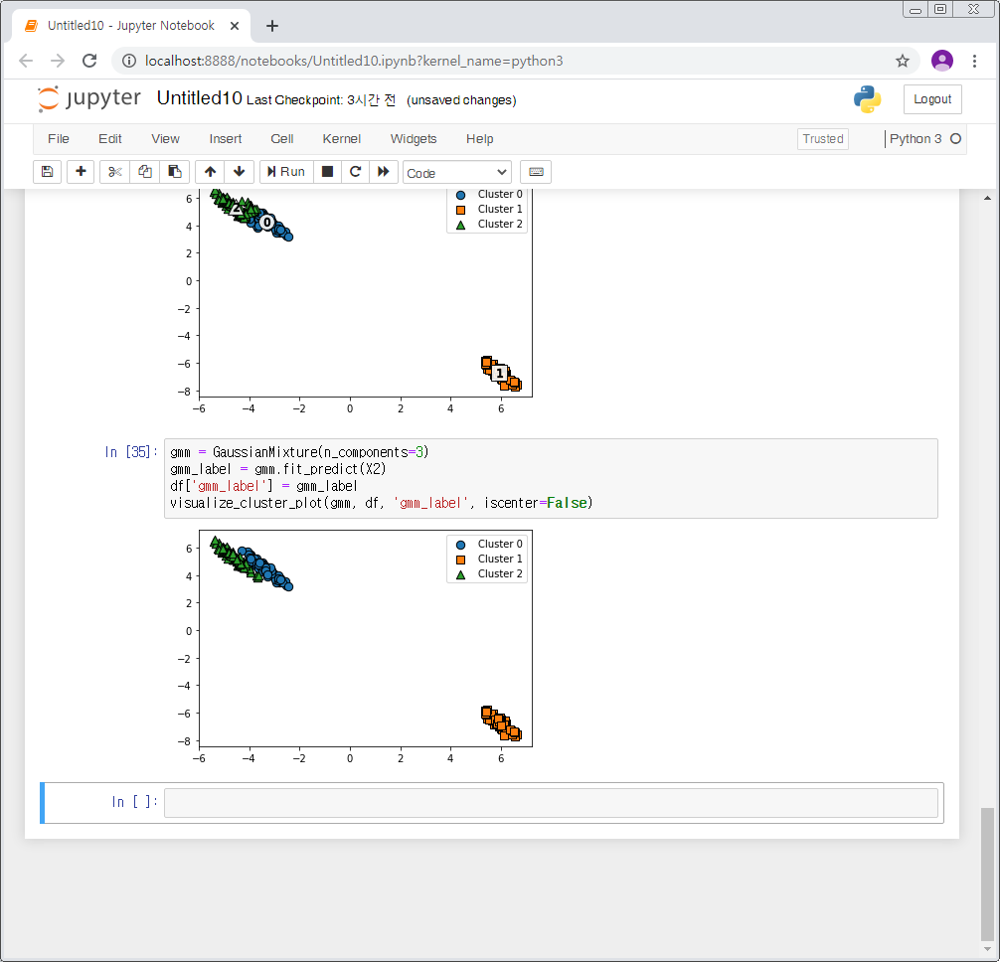 Untitled10 - Jupyter Notebook
localhost:8888/notebooks/Untitled10.ipynb?kernel_name=python3
jupyter Untitled10 Last Checkpoint: 3시간 전 (unsaved changes) Logout
File Edit View Insert Cell Kernel Widgets Help Trusted Python 3
Run Code
Cluster 0
Cluster 1
Cluster 2
6
4
2
0
−2
−4
−6
−8
2
0
1
−6 −4 −2 0 2 4 6
In [35]:
gmm = GaussianMixture(n_components=3)
gmm_label = gmm.fit_predict(X2)
df['gmm_label'] = gmm_label
visualize_cluster_plot(gmm, df, 'gmm_label', iscenter=False)
Cluster 0
Cluster 1
Cluster 2
6
4
2
0
−2
−4
−6
−8
−6 −4 −2 0 2 4 6
In [ ]: